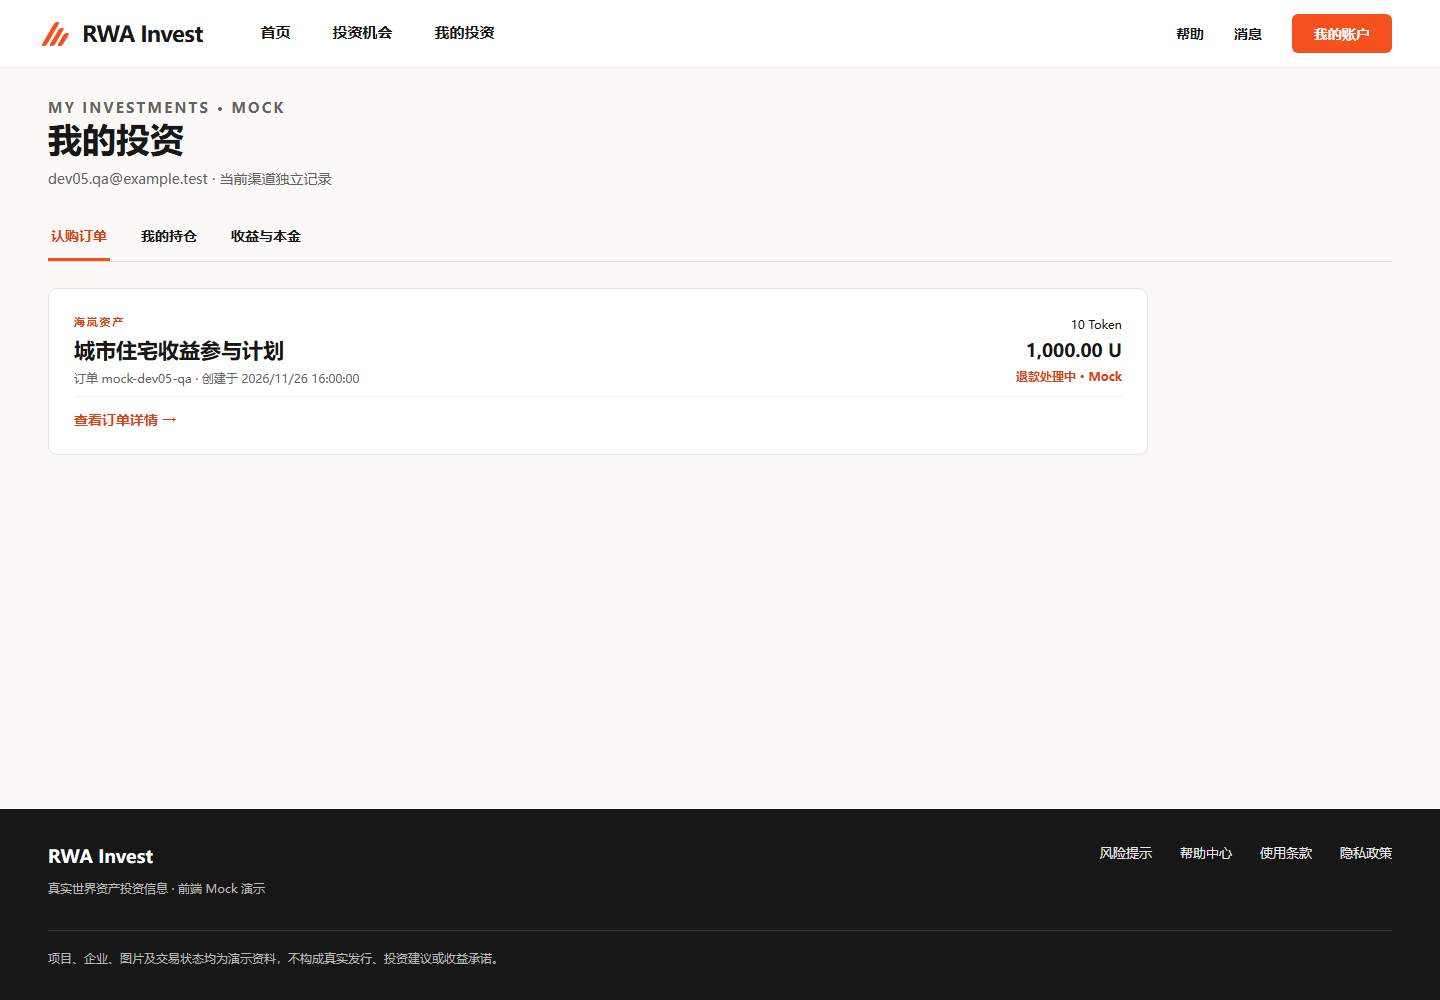 RWA Invest
首页
投资机会
我的投资
帮助
消息
我的账户
MY INVESTMENTS • MOCK
我的投资
dev05.qa@example.test · 当前渠道独立记录
认购订单
我的持仓
收益与本金
海岚资产
城市住宅收益参与计划
订单 mock-dev05-qa · 创建于 2026/11/26 16:00:00
10 Token
1,000.00 U
退款处理中 • Mock
查看订单详情 →
RWA Invest
真实世界资产投资信息 · 前端 Mock 演示
风险提示
帮助中心
使用条款
隐私政策
项目、企业、图片及交易状态均为演示资料，不构成真实发行、投资建议或收益承诺。